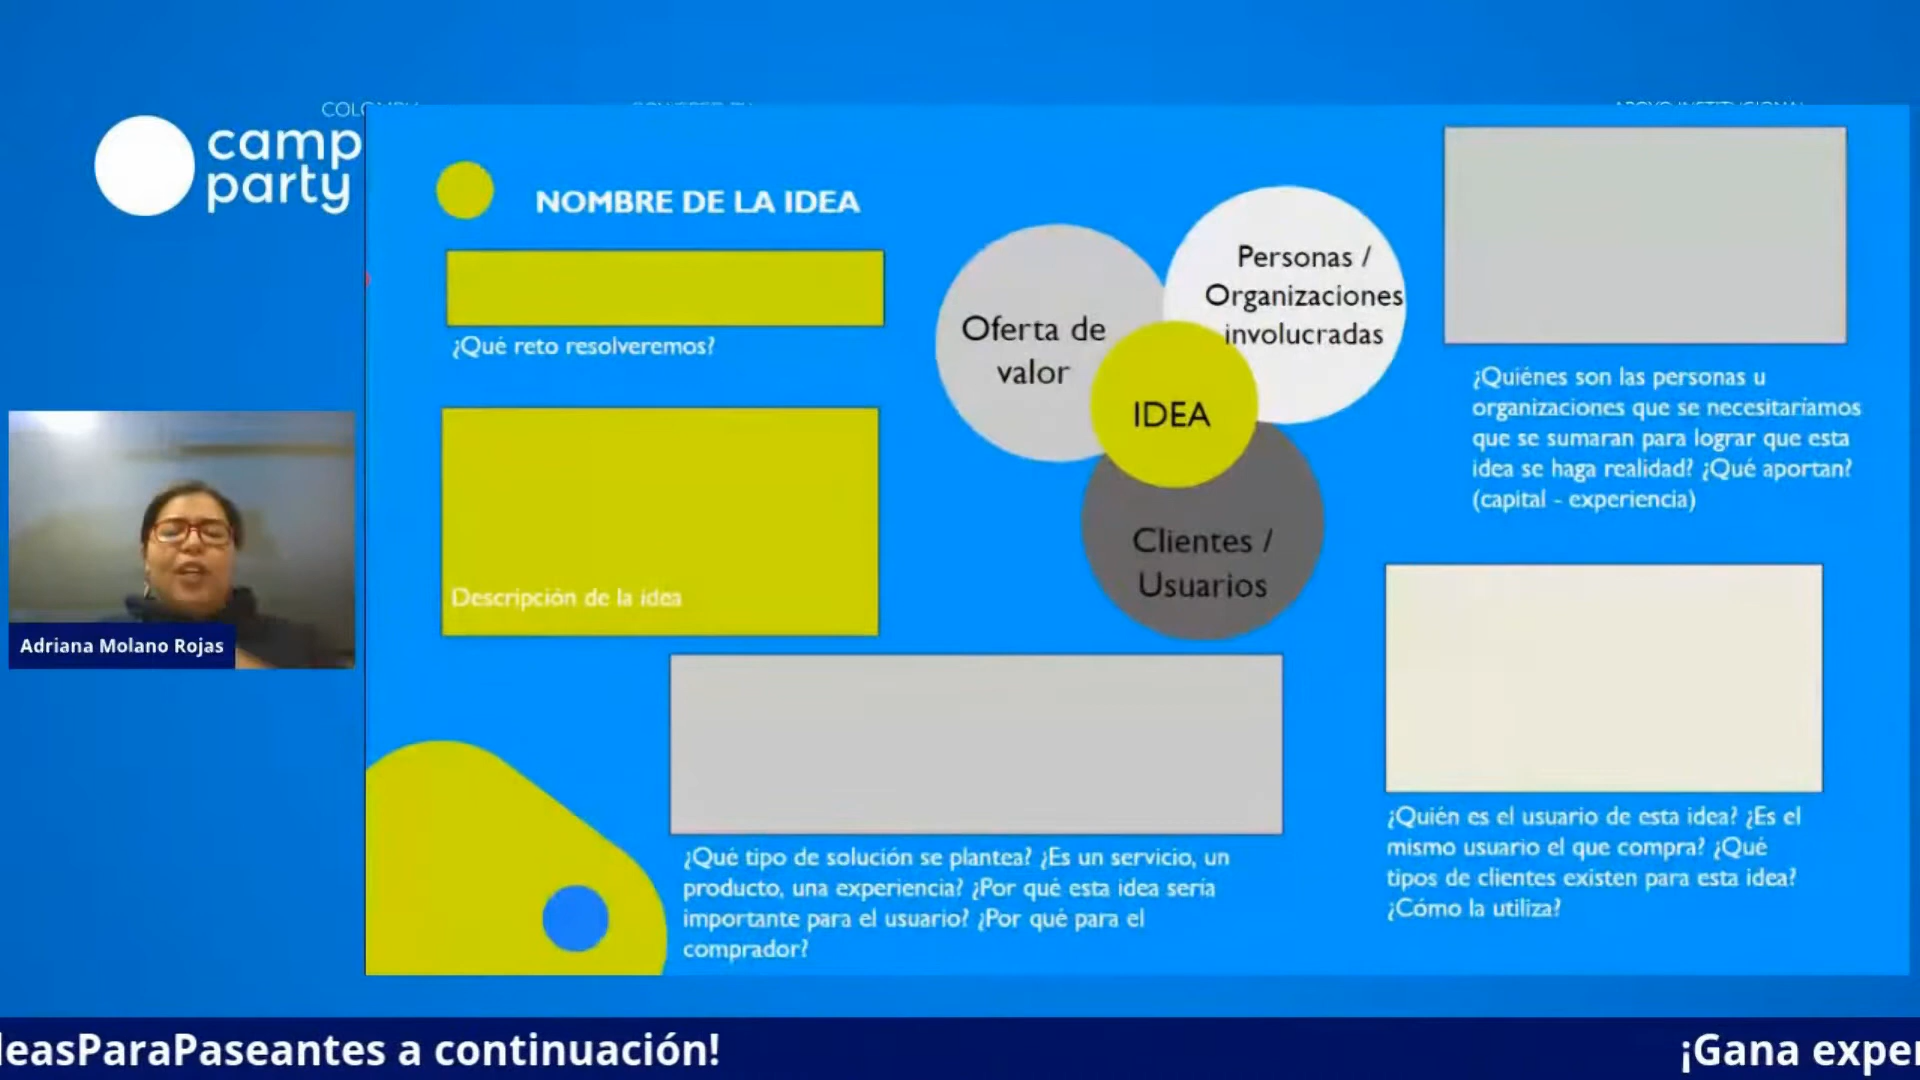 camp
party
NOMBRE DE LA IDEA
¿Qué reto resolveremos?
Descripción de la idea
Oferta de
valor
Personas /
Organizaciones
involucradas
IDEA
Clientes /
Usuarios
¿Quiénes son las personas u
organizaciones que se necesitaríamos
que se sumaran para lograr que esta
idea se haga realidad? ¿Qué aportan?
(capital - experiencia)
¿Qué tipo de solución se plantea? ¿Es un servicio, un
producto, una experiencia? ¿Por qué esta idea sería
importante para el usuario? ¿Por qué para el
comprador?
¿Quién es el usuario de esta idea? ¿Es el
mismo usuario el que compra? ¿Qué
tipos de clientes existen para esta idea?
¿Cómo la utiliza?
Adriana Molano Rojas
deasParaPaseantes a continuación!
¡Gana exper